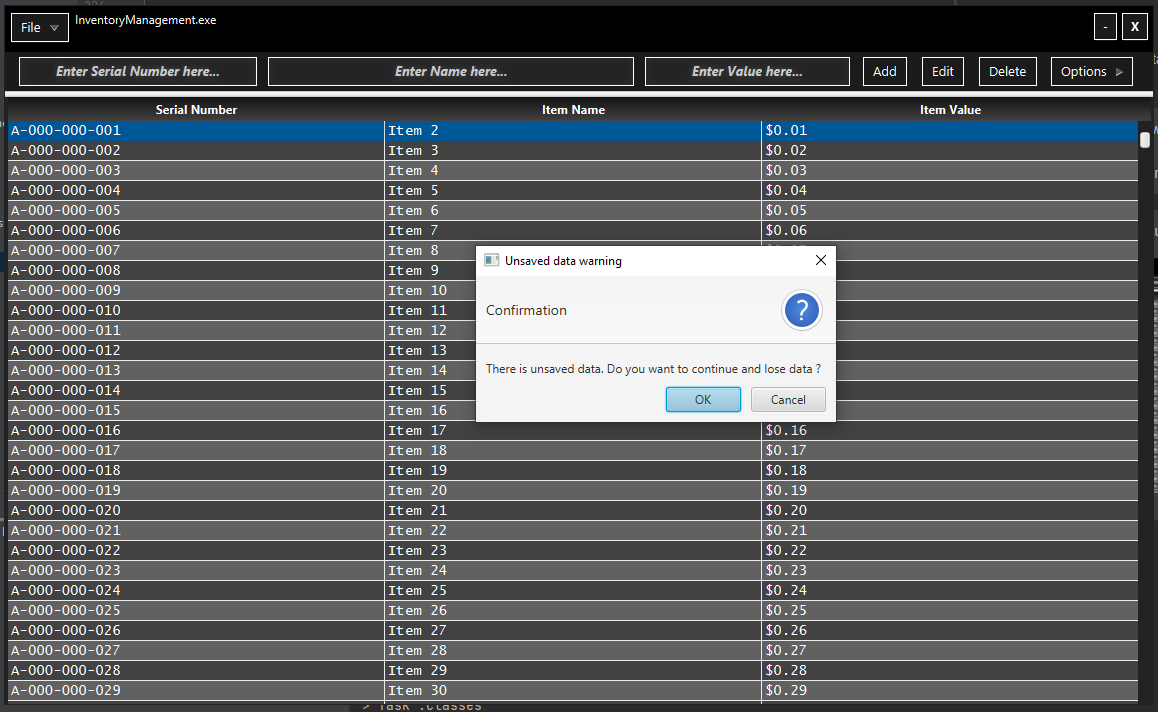 File InventoryManagement.exe - X
Enter Serial Number here... Enter Name here... Enter Value here... Add Edit Delete Options
Serial Number Item Name Item Value
A-000-000-001 Item 2 $0.01
A-000-000-002 Item 3 $0.02
A-000-000-003 Item 4 $0.03
A-000-000-004 Item 5 $0.04
A-000-000-005 Item 6 $0.05
A-000-000-006 Item 7 $0.06
A-000-000-007 Item 8
A-000-000-008 Item 9
A-000-000-009 Item 10
A-000-000-010 Item 11
A-000-000-011 Item 12
A-000-000-012 Item 13
A-000-000-013 Item 14
A-000-000-014 Item 15
A-000-000-015 Item 16
A-000-000-016 Item 17 $0.16
A-000-000-017 Item 18 $0.17
A-000-000-018 Item 19 $0.18
A-000-000-019 Item 20 $0.19
A-000-000-020 Item 21 $0.20
A-000-000-021 Item 22 $0.21
A-000-000-022 Item 23 $0.22
A-000-000-023 Item 24 $0.23
A-000-000-024 Item 25 $0.24
A-000-000-025 Item 26 $0.25
A-000-000-026 Item 27 $0.26
A-000-000-027 Item 28 $0.27
A-000-000-028 Item 29 $0.28
A-000-000-029 Item 30 $0.29
Unsaved data warning
Confirmation
?
There is unsaved data. Do you want to continue and lose data ?
OK Cancel
> Task :classes